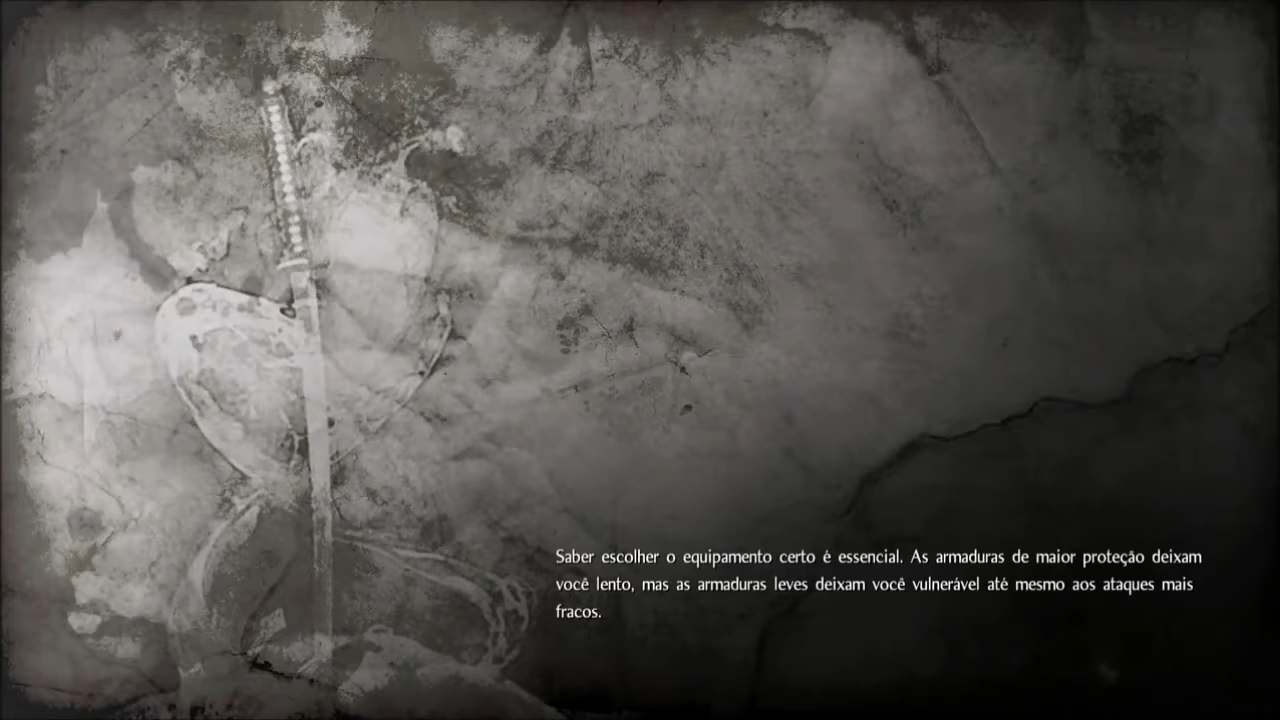 Saber escolher o equipamento certo é essencial. As armaduras de maior proteção deixam
você lento, mas as armaduras leves deixam você vulnerável até mesmo aos ataques mais
fracos.